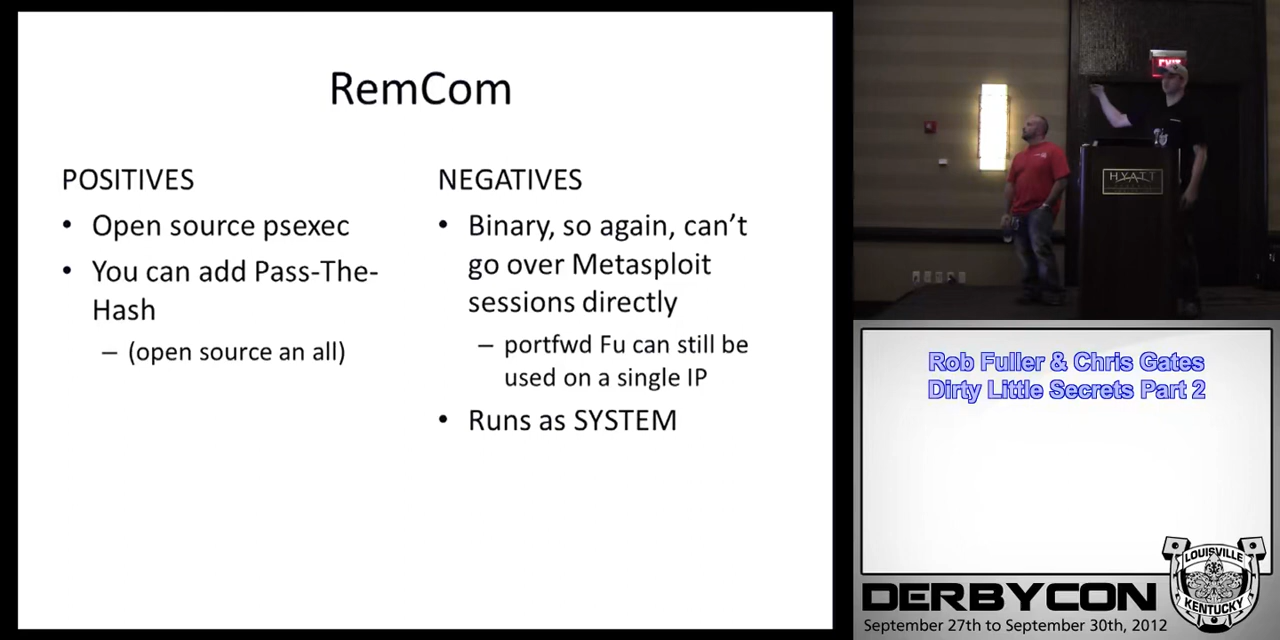 RemCom
POSITIVES
• Open source psexec
• You can add Pass-The-
Hash
– (open source an all)
NEGATIVES
• Binary, so again, can’t
go over Metasploit
sessions directly
– portfwd Fu can still be
used on a single IP
• Runs as SYSTEM
EXIT
HYATT
Rob Fuller & Chris Gates
Dirty Little Secrets Part 2
LOUISVILLE
KENTUCKY
DERBYCON
September 27th to September 30th, 2012